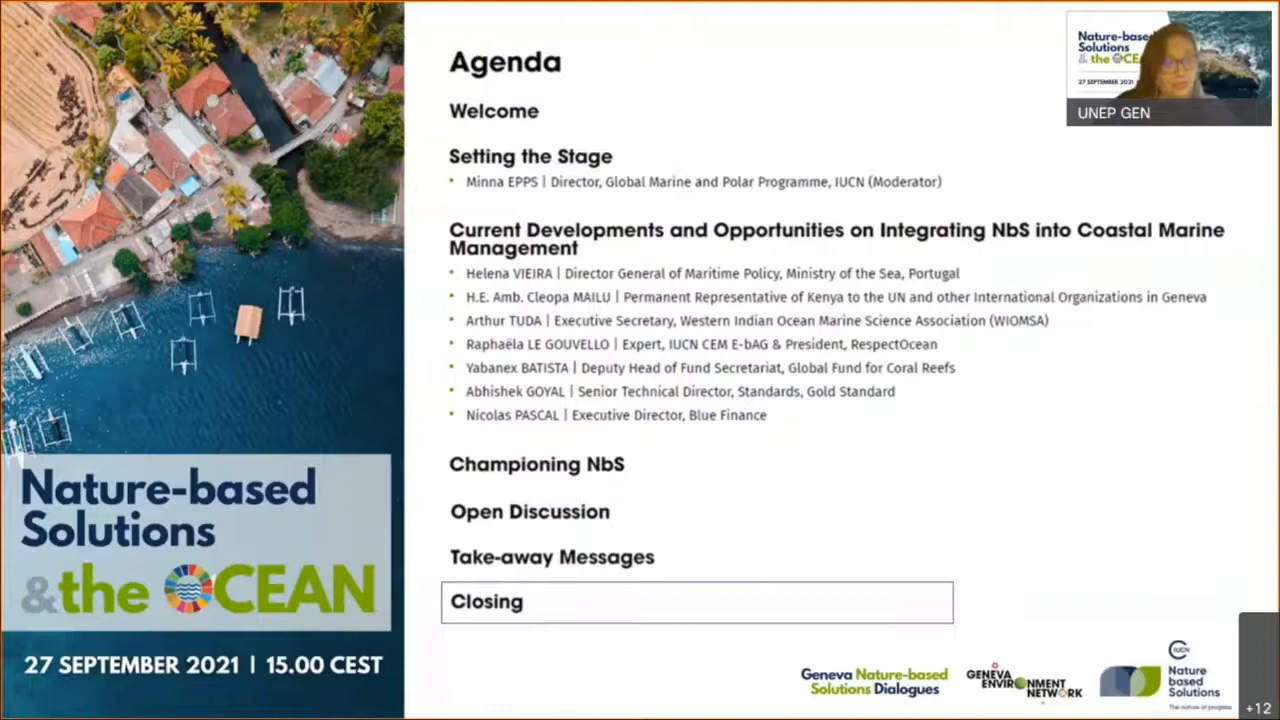 Agenda
Welcome
Setting the Stage
• Minna EPPS | Director, Global Marine and Polar Programme, IUCN (Moderator)
Current Developments and Opportunities on Integrating NbS into Coastal Marine
Management
• Helena VIEIRA | Director General of Maritime Policy, Ministry of the Sea, Portugal
• H.E. Amb. Cleopa MAILU | Permanent Representative of Kenya to the UN and other International Organizations in Geneva
• Arthur TUDA | Executive Secretary, Western Indian Ocean Marine Science Association (WIOMSA)
• Raphaëla LE GOUVELLO | Expert, IUCN CEM E-bAG & President, RespectOcean
• Yabanex BATISTA | Deputy Head of Fund Secretariat, Global Fund for Coral Reefs
• Abhishek GOYAL | Senior Technical Director, Standards, Gold Standard
• Nicolas PASCAL | Executive Director, Blue Finance
Championing NbS
Open Discussion
Take-away Messages
Closing
Nature-based
Solutions
& the OCEAN
27 SEPTEMBER 2021 | 15.00 CEST
Nature-based
Solutions
& the OCE
27 SEPTEMBER 2021
UNEP GEN
Geneva Nature-based
Solutions Dialogues
GENEVA
ENVIRONMENT
NETWORK
IUCN
Nature
based
Solutions
The nature of progress
+12